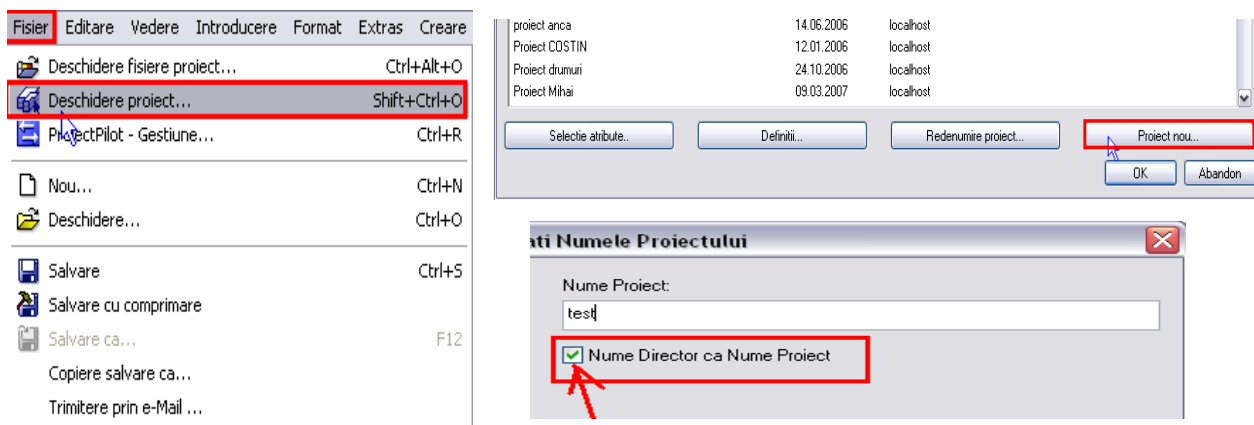 Fisier Editare Vedere Introducere Format Extras Creare
Deschidere fisiere proiect... Ctrl+Alt+O
Deschidere proiect... Shift+Ctrl+O
ProjectPilot - Gestiune... Ctrl+R
Nou... Ctrl+N
Deschidere... Ctrl+O
Salvare Ctrl+S
Salvare cu comprimare
Salvare ca... F12
Copiere salvare ca...
Trimitere prin e-Mail ...
proiect anca 14.06.2006 localhost
Proiect COSTIN 12.01.2006 localhost
Proiect drumuri 24.10.2006 localhost
Proiect Mihai 09.03.2007 localhost
Selectie atribute.. Definitii... Redenumire proiect... Proiect nou...
OK Abandon
ati Numele Proiectului
Nume Proiect:
test
Nume Director ca Nume Proiect